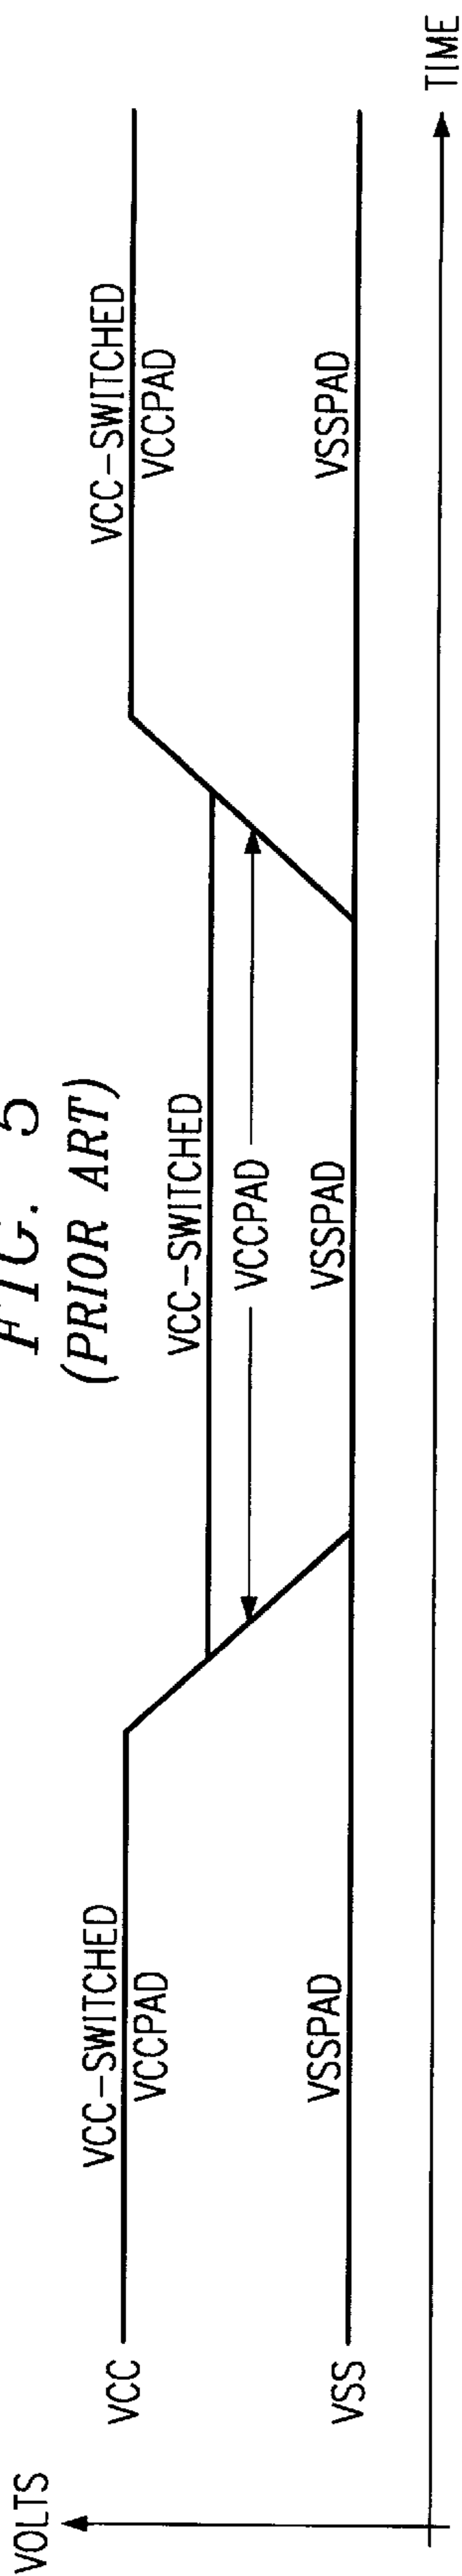 FIG. 5
(PRIOR ART)
VOLTS
VCC
VCC-SWITCHED
VCCPAD
VCC-SWITCHED
VCCPAD
VCC-SWITCHED
VCCPAD
VSS
VSSPAD
VSSPAD
VSSPAD
TIME